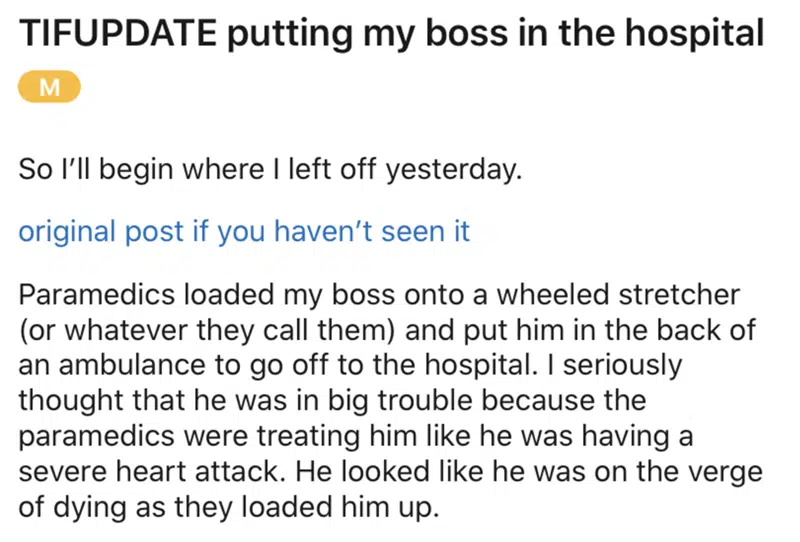 TIFUPDATE putting my boss in the hospital
M
So I’ll begin where I left off yesterday.
original post if you haven’t seen it
Paramedics loaded my boss onto a wheeled stretcher
(or whatever they call them) and put him in the back of
an ambulance to go off to the hospital. I seriously
thought that he was in big trouble because the
paramedics were treating him like he was having a
severe heart attack. He looked like he was on the verge
of dying as they loaded him up.